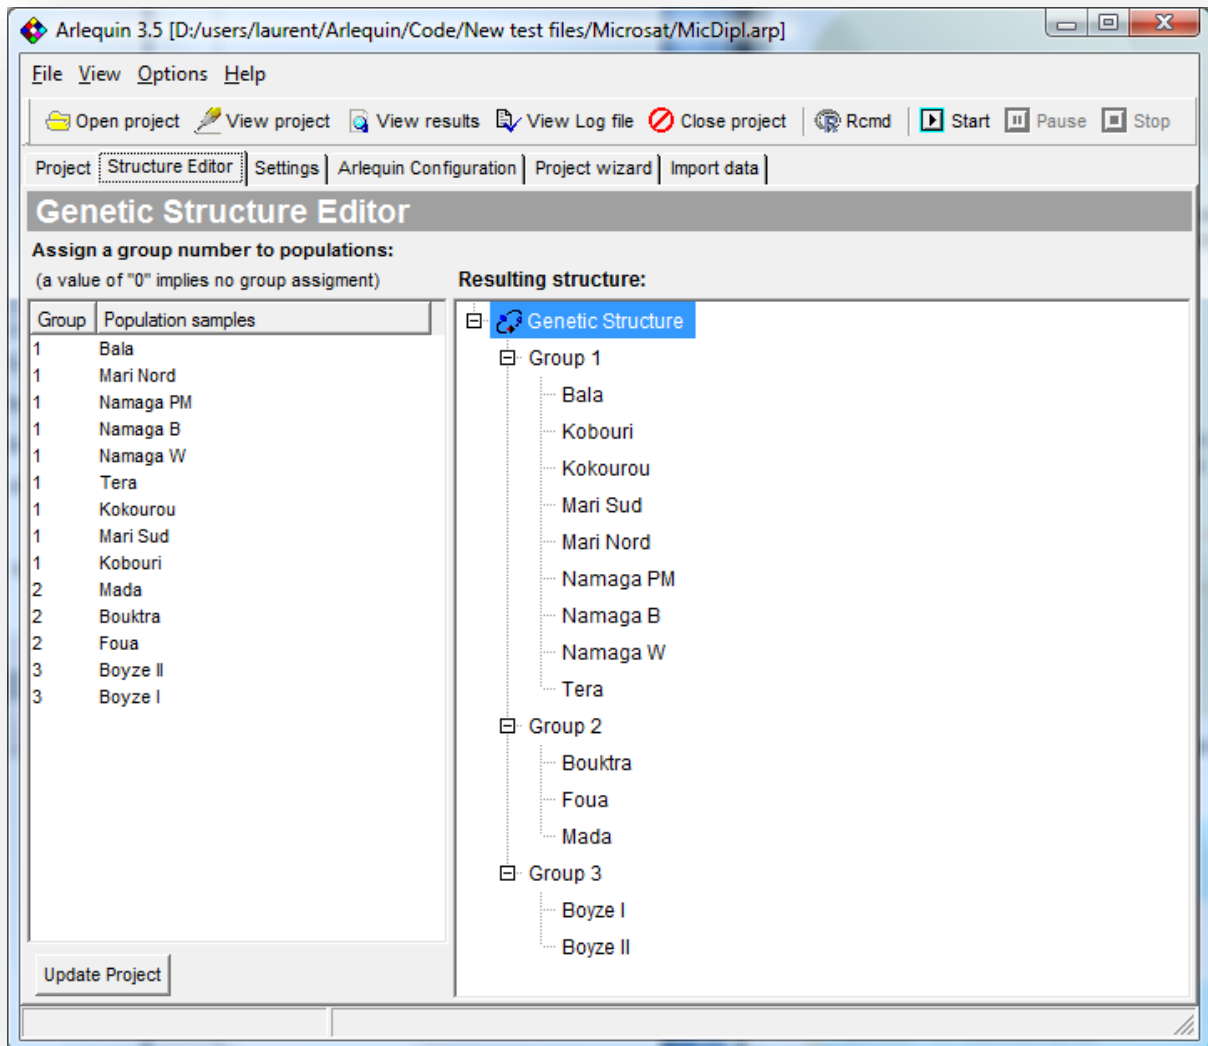 Arlequin 3.5 [D:/users/laurent/Arlequin/Code/New test files/Microsat/MicDipl.arp]
File View Options Help
Open project View project View results View Log file Close project Rcmd Start Pause Stop
Project Structure Editor Settings Arlequin Configuration Project wizard Import data
Genetic Structure Editor
Assign a group number to populations:
(a value of "0" implies no group assigment)
Group Population samples
1 Bala
1 Mari Nord
1 Namaga PM
1 Namaga B
1 Namaga W
1 Tera
1 Kokourou
1 Mari Sud
1 Kobouri
2 Mada
2 Bouktra
2 Foua
3 Boyze II
3 Boyze I
Update Project
Resulting structure:
Genetic Structure
Group 1
Bala
Kobouri
Kokourou
Mari Sud
Mari Nord
Namaga PM
Namaga B
Namaga W
Tera
Group 2
Bouktra
Foua
Mada
Group 3
Boyze I
Boyze II